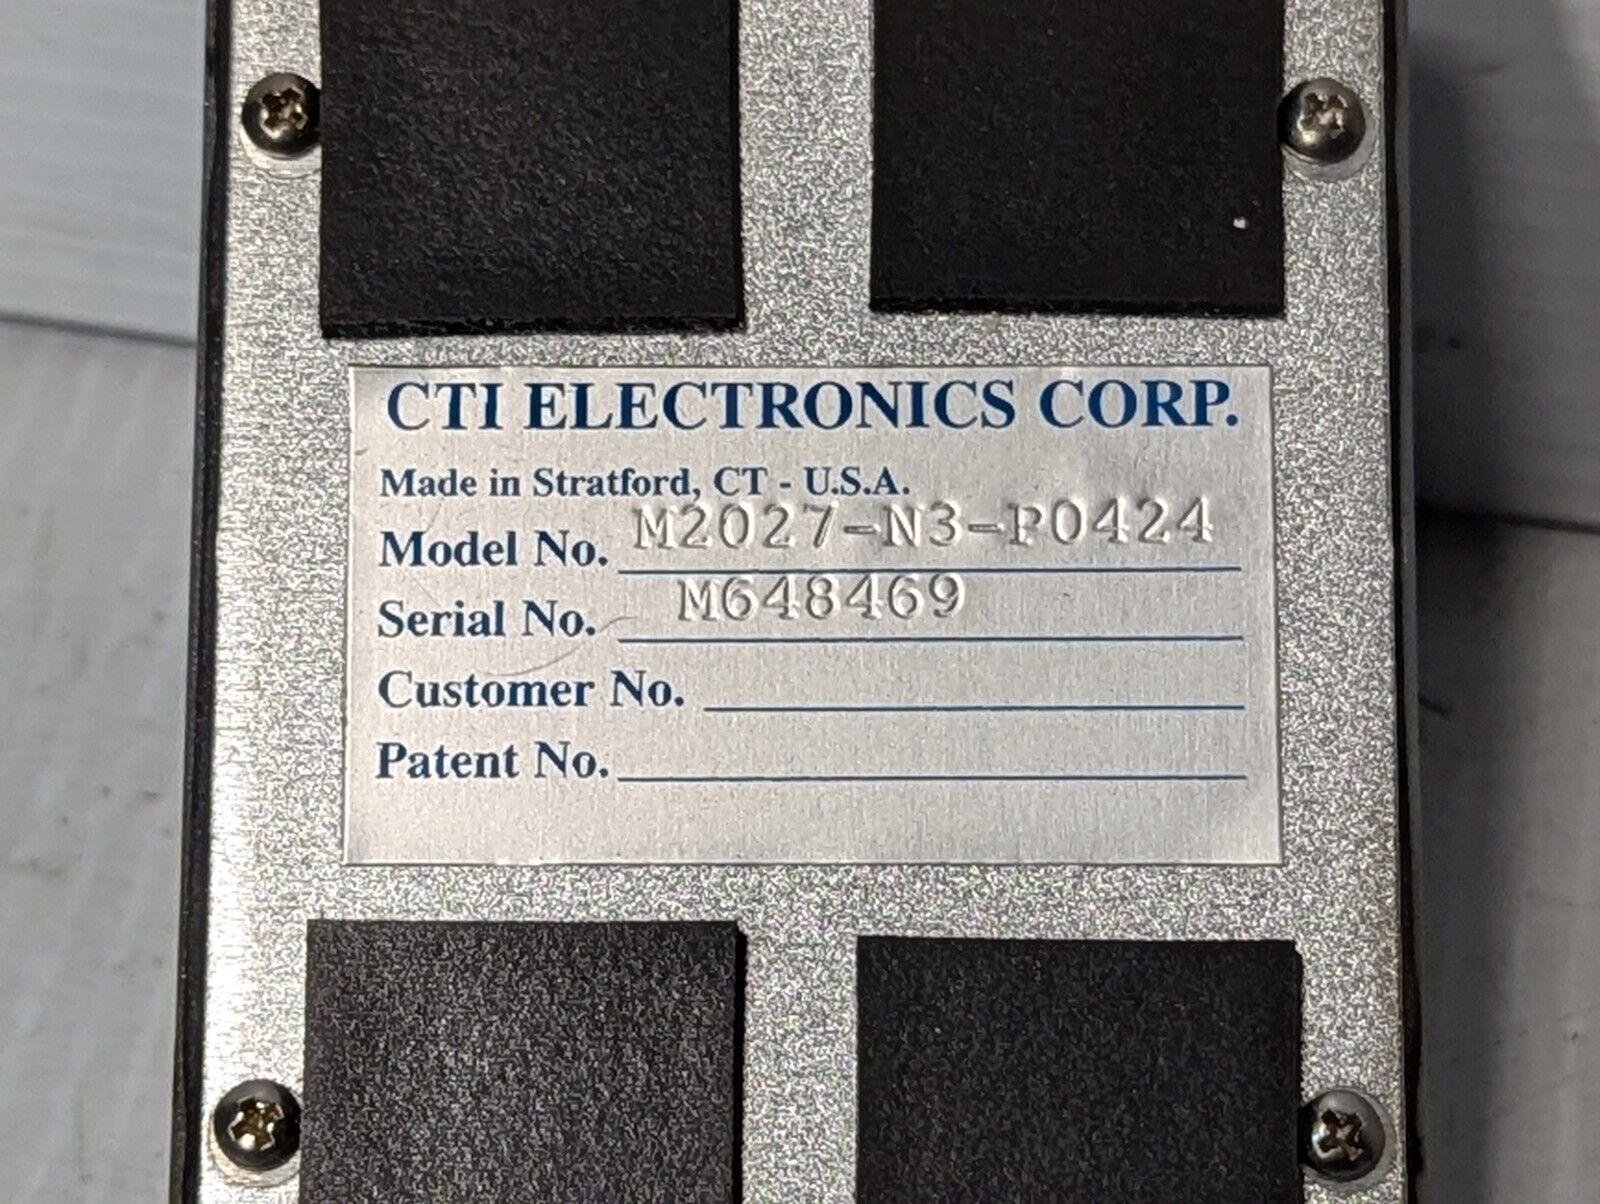 CTI ELECTRONICS CORP.
Made in Stratford, CT - U.S.A.
Model No. M2027-N3-P0424
Serial No. M648469
Customer No.
Patent No.